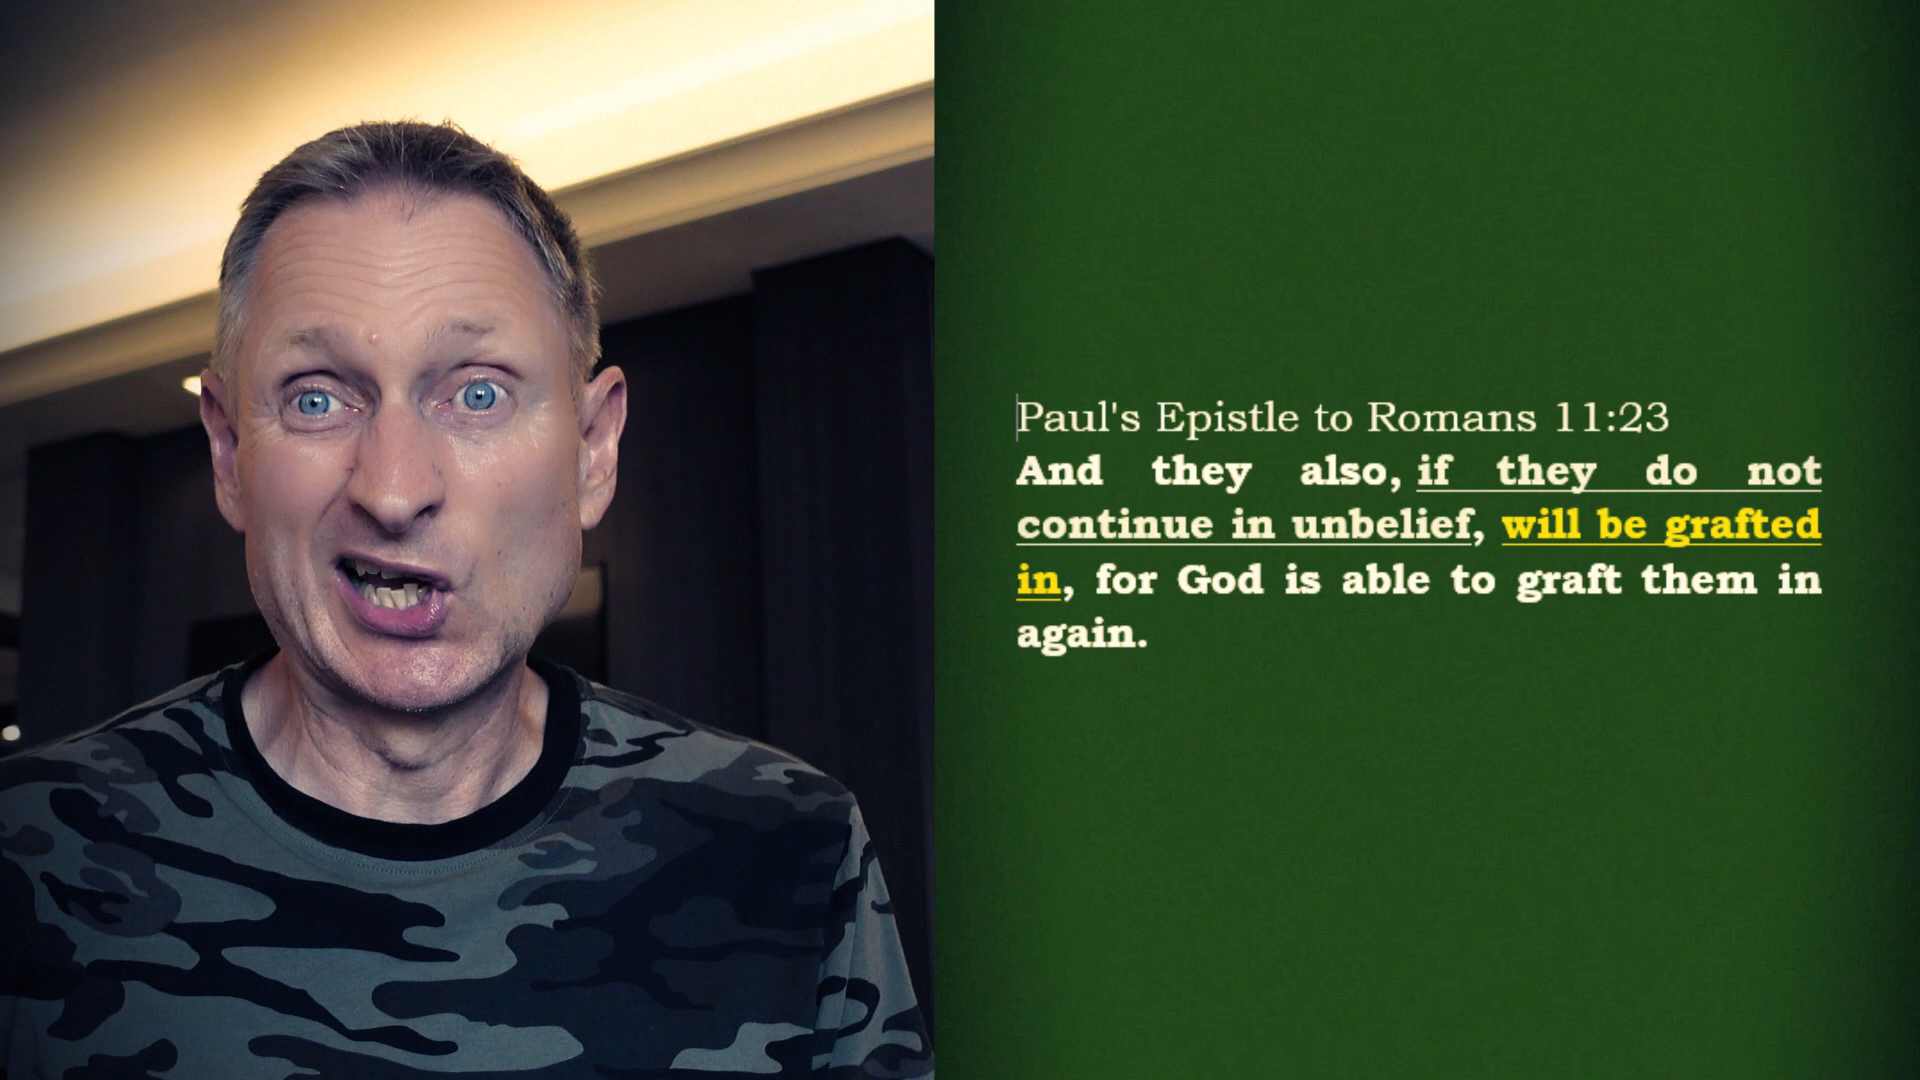 Paul's Epistle to Romans 11:23
And they also, if they do not
continue in unbelief, will be grafted
in, for God is able to graft them in
again.